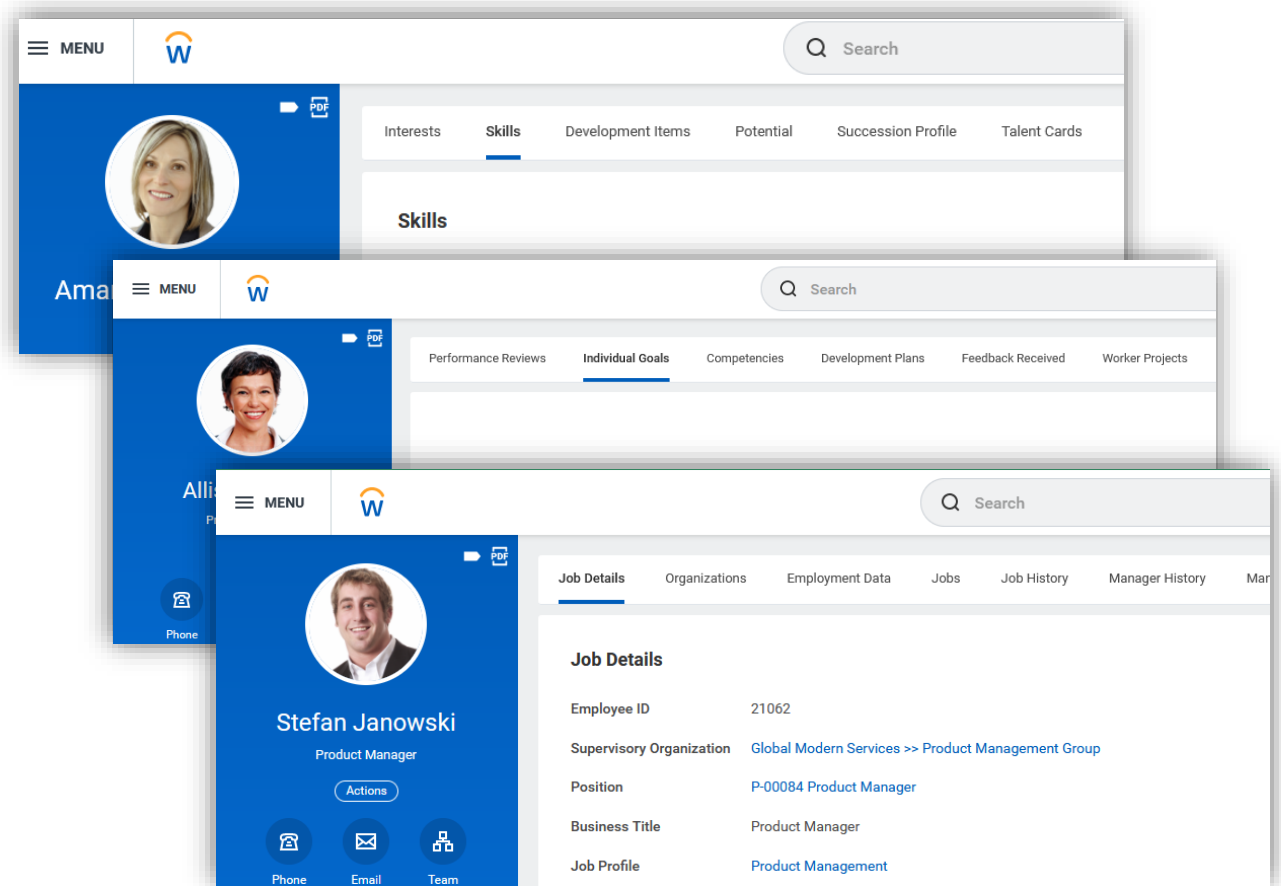 MENU
W
Search
PDF
Interests Skills Development Items Potential Succession Profile Talent Cards
Skills
MENU
W
Search
PDF
Performance Reviews Individual Goals Competencies Development Plans Feedback Received Worker Projects
Phone
MENU
W
Search
PDF
Job Details Organizations Employment Data Jobs Job History Manager History
Job Details
Stefan Janowski
Product Manager
Actions
Phone Email Team
Employee ID 21062
Supervisory Organization Global Modern Services >> Product Management Group
Position P-00084 Product Manager
Business Title Product Manager
Job Profile Product Management